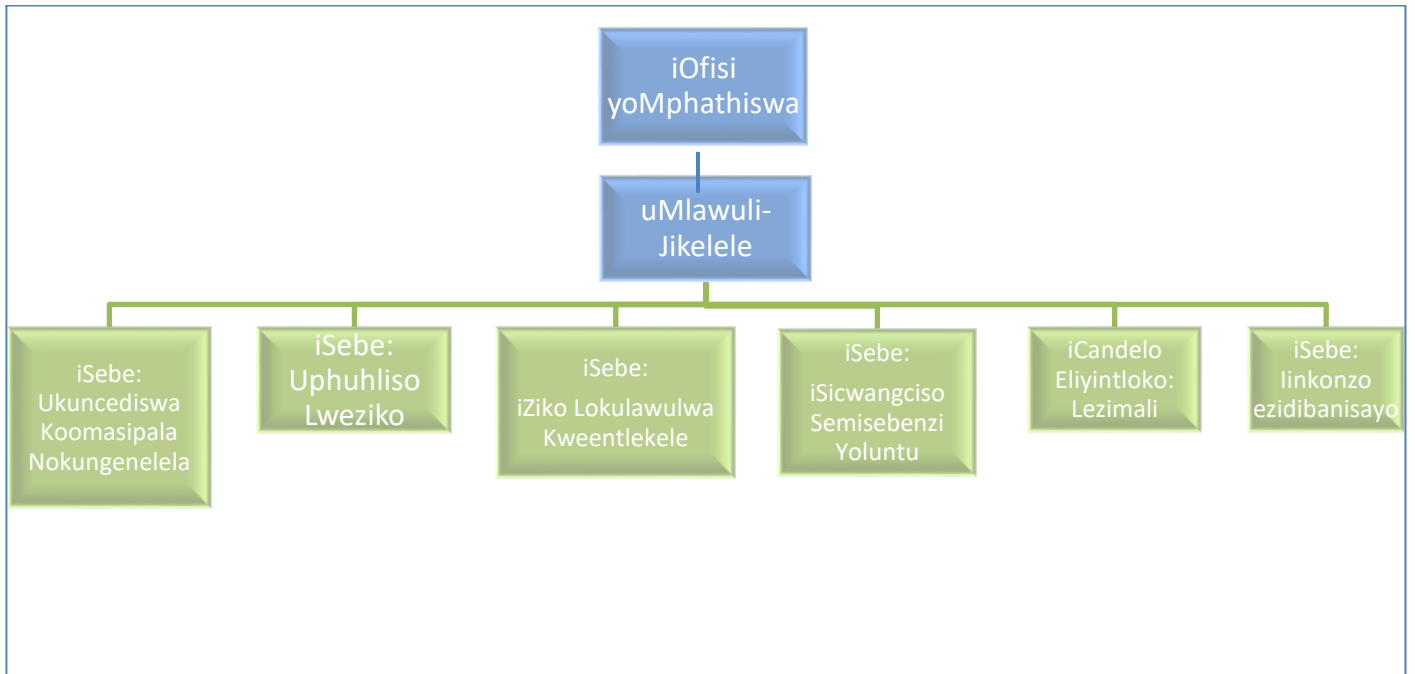 iOfisi
yoMphathiswa
uMlawuli-
Jikelele
iSebe:
Ukuncediswa
Koomasipala
Nokungenelela
iSebe:
Uphuhliso
Lweziko
iSebe:
iZiko Lokulawulwa
Kweentlekele
iSebe:
iSicwangciso
Semisebenzi
Yoluntu
iCandelo
Eliyintloko:
Lezimali
iSebe:
Iinkonzo
ezidibanisayo